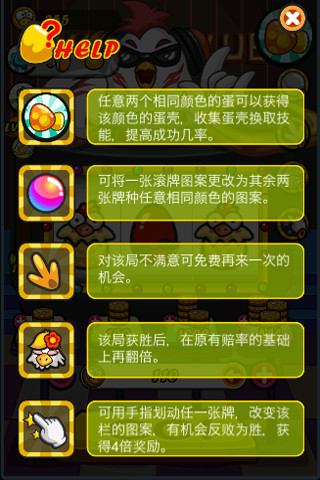 ?HELP
任意两个相同颜色的蛋可以获得
该颜色的蛋壳，收集蛋壳换取技
能，提高成功几率。
可将一张滚牌图案更改为其余两
张牌种任意相同颜色的图案。
对该局不满意可免费再来一次的
机会。
该局获胜后，在原有赔率的基础
上再翻倍。
可用手指划动任一张牌，改变该
栏的图案，有机会反败为胜，获
得4倍奖励。